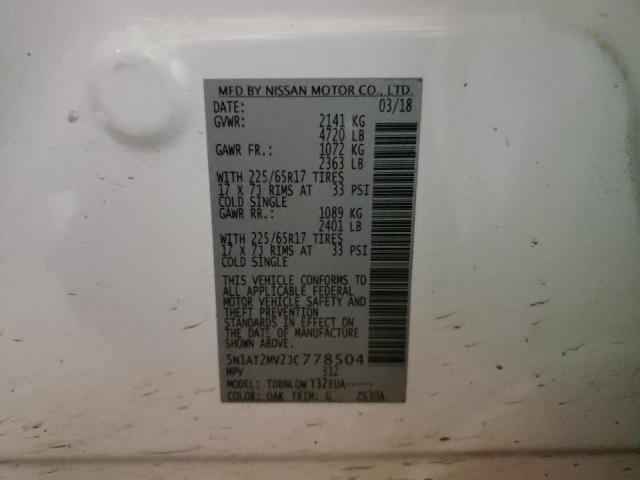 MFD BY NISSAN MOTOR CO., LTD.
DATE: 03/18
GVWR: 2141 KG
4720 LB
GAWR FR.: 1072 KG
2363 LB
WITH 225/65R17 TIRES
17 X 7J RIMS AT 33 PSI
COLD SINGLE
GAWR RR.: 1089 KG
2401 LB
WITH 225/65R17 TIRES
17 X 7J RIMS AT 33 PSI
COLD SINGLE
THIS VEHICLE CONFORMS TO
ALL APPLICABLE FEDERAL
MOTOR VEHICLE SAFETY AND
THEFT PREVENTION
STANDARDS IN EFFECT ON
THE DATE OF MANUFACTURE
SHOWN ABOVE.
5N1AT2MV2JC778504
MPV 312
MODEL: TDBNLQW T32EUA-----
COLOR: QAK TRIM: G 2S30A